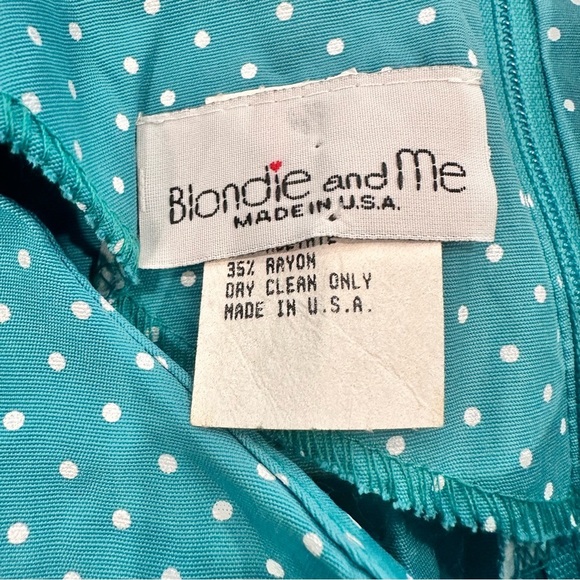 Blondie and Me
MADE IN U.S.A.
35% RAYON
DRY CLEAN ONLY
MADE IN U.S.A.